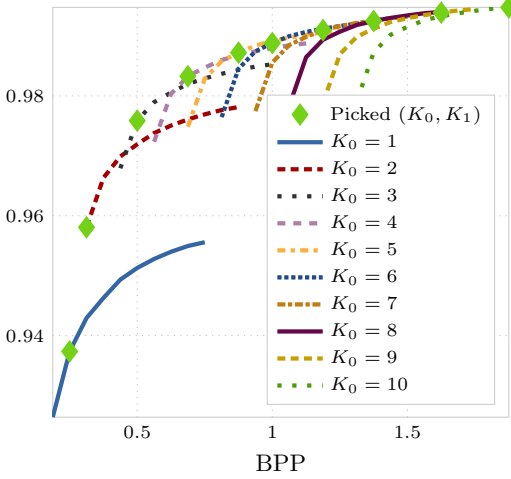 0.98
0.96
0.94
0.5
1
1.5
BPP
Picked (K₀, K₁)
K₀ = 1
K₀ = 2
K₀ = 3
K₀ = 4
K₀ = 5
K₀ = 6
K₀ = 7
K₀ = 8
K₀ = 9
K₀ = 10